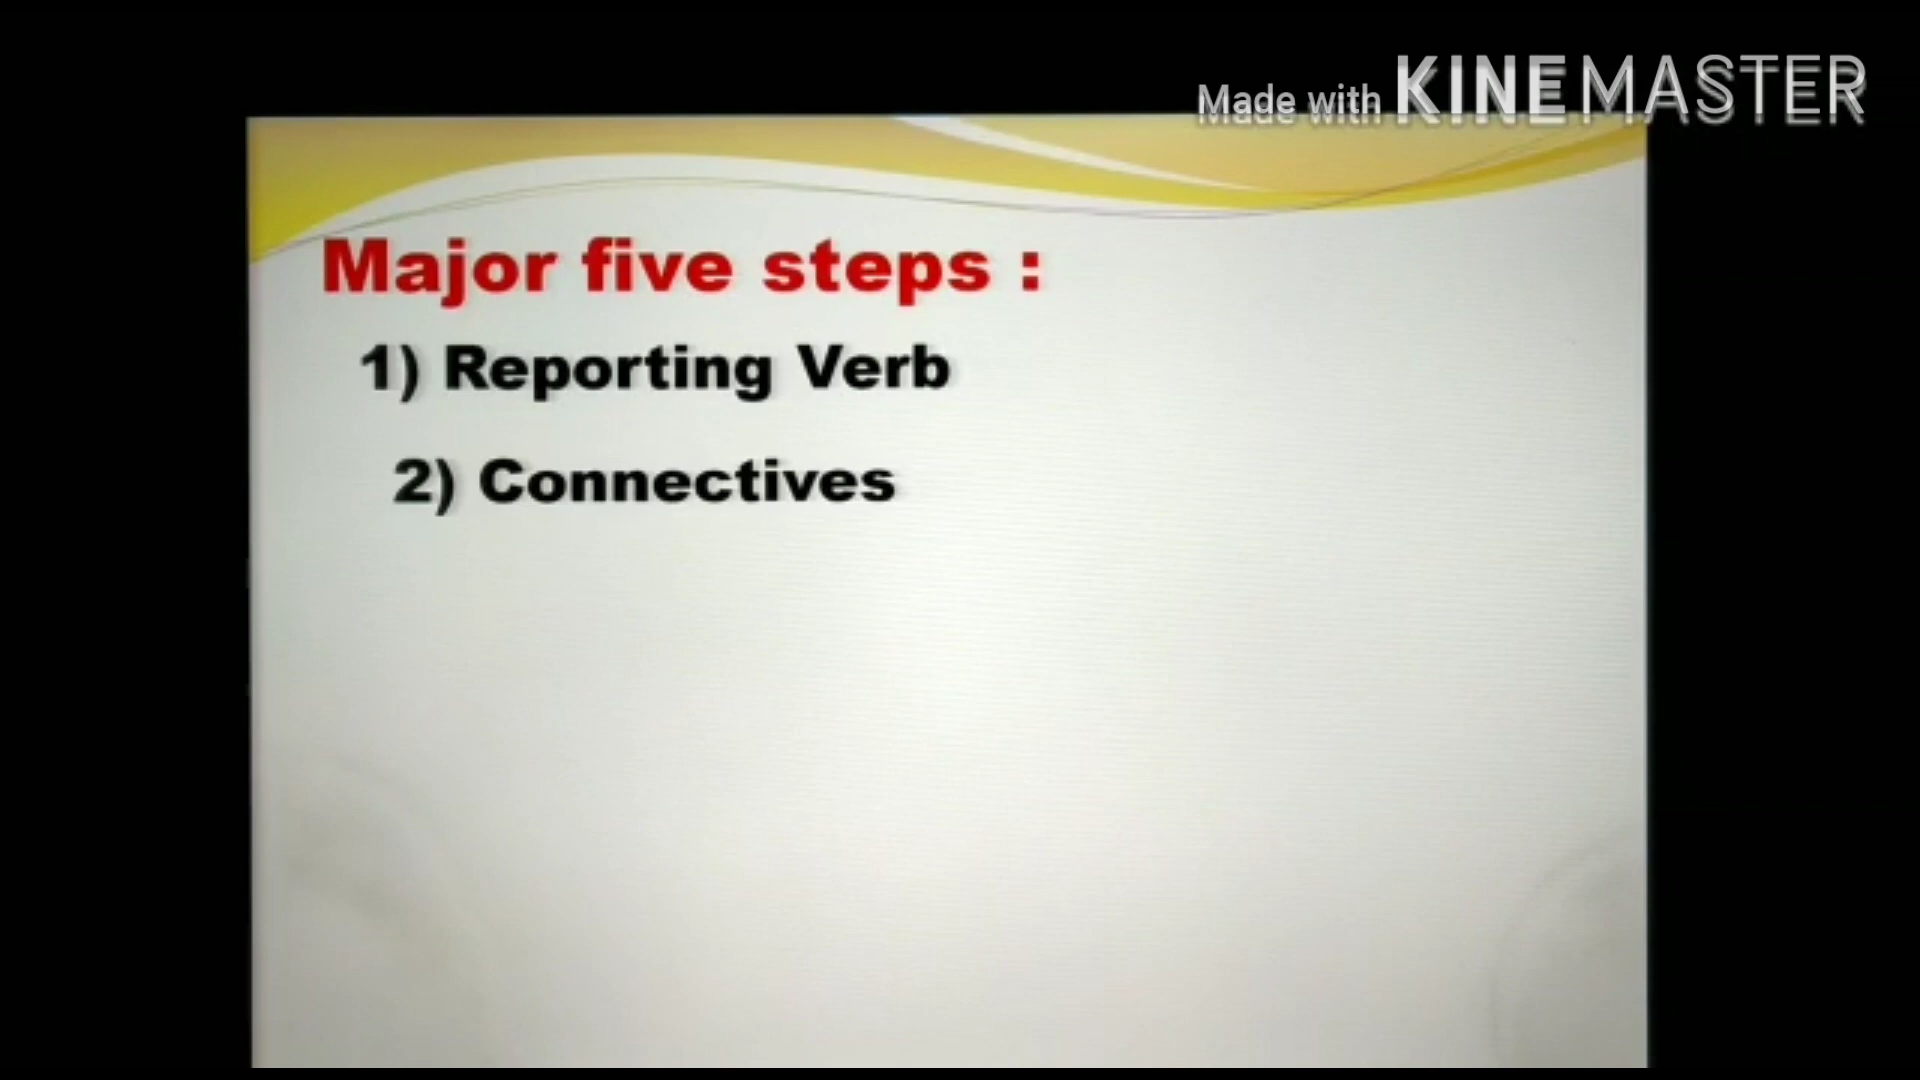 Made with KINEMASTER
Major five steps :
1) Reporting Verb
2) Connectives